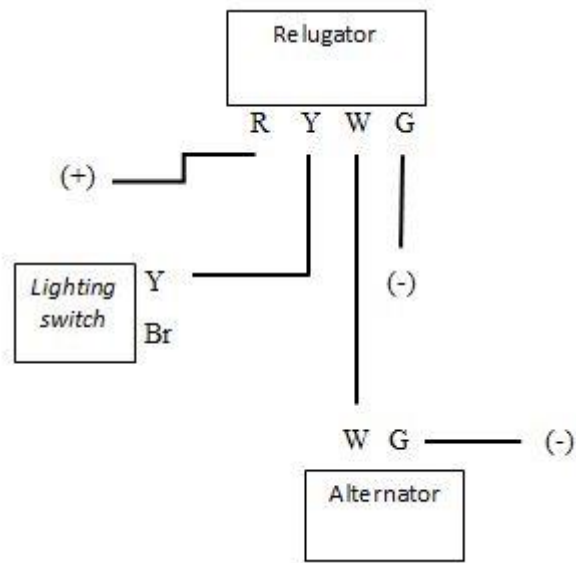 Relugator
R Y W G
(+)
Lighting
switch
Y
Br
(-)
W G
(-)
Alternator